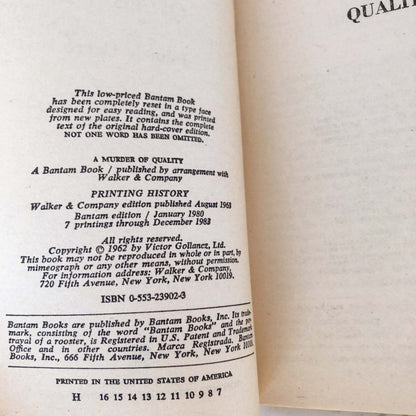 QUALIT
This low-priced Bantam Book
has been completely reset in a type face
designed for easy reading, and was printed
from new plates. It contains the complete
text of the original hard-cover edition.
NOT ONE WORD HAS BEEN OMITTED.
A MURDER OF QUALITY
A Bantam Book / published by arrangement with
Walker & Company
PRINTING HISTORY
Walker & Company edition published August 1963
Bantam edition / January 1980
7 printings through December 1983
All rights reserved.
Copyright © 1962 by Victor Gollancz, Ltd.
This book may not be reproduced in whole or in part, by
mimeograph or any other means, without permission.
For information address: Walker & Company,
720 Fifth Avenue, New York, New York 10019.
ISBN 0-553-23902-3
Bantam Books are published by Bantam Books, Inc. Its trade-
mark, consisting of the word "Bantam Books" and the por-
trayal of a rooster, is Registered in U.S. Patent and Trademark
Office and in other countries. Marca Registrada. Bantam
Books, Inc., 666 Fifth Avenue, New York, New York 10103.
PRINTED IN THE UNITED STATES OF AMERICA
H 16 15 14 13 12 11 10 9 8 7